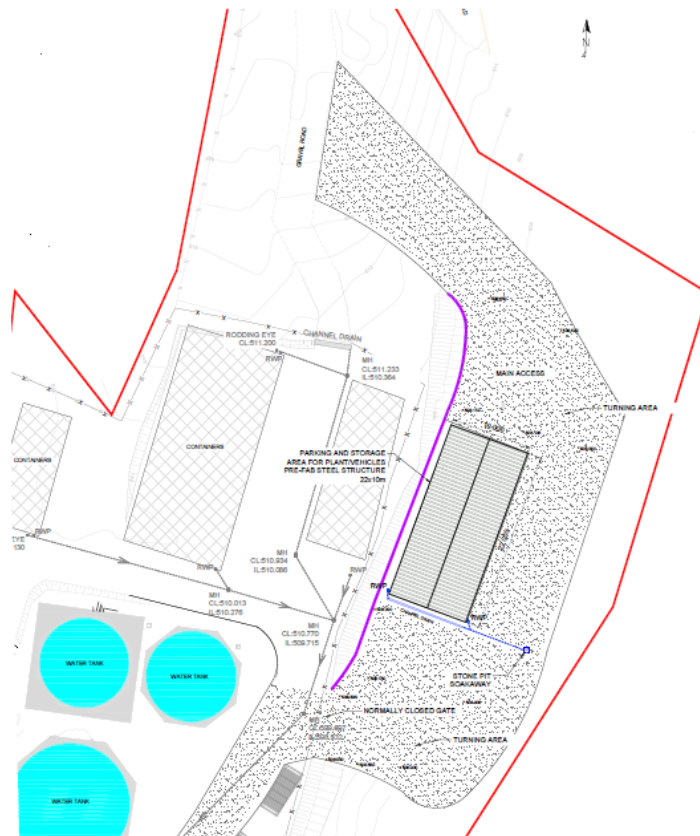 N
GRAVEL ROAD
RODDING EYE
CL:511.200
CHANNEL DRAIN
RWP
MH
CL:511.233
IL:510.364
MAIN ACCESS
TURNING AREA
CONTAINERS
CONTAINERS
PARKING AND STORAGE
AREA FOR PLANT/VEHICLES
PRE-FAB STEEL STRUCTURE
22x10m
RWP
EYE
130
MH
CL:510.934
IL:510.086
RWP
RWP
MH
CL:510.013
IL:510.276
RWP
CHANNEL DRAIN
RWP
MH
CL:510.770
IL:509.715
WATER TANK
WATER TANK
STONE PIT
SOAKAWAY
NORMALLY CLOSED GATE
MH
TURNING AREA
WATER TANK